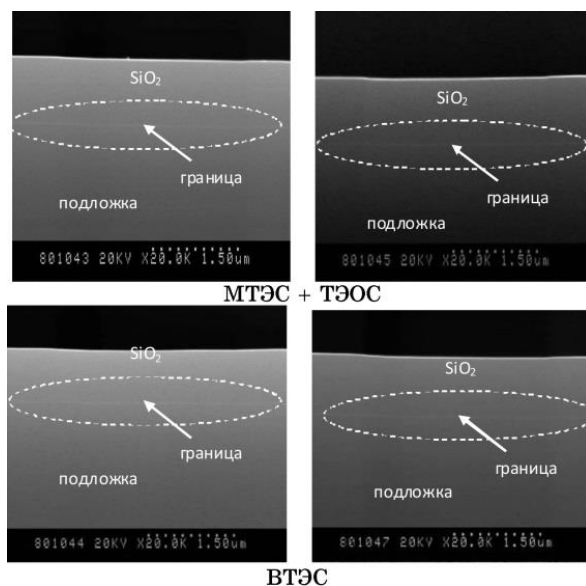 SiO₂
граница
подложка
801043 20KV X20.0K 1.50um
SiO₂
граница
подложка
801045 20KV X20.0K 1.50um
МТЭС + ТЭОС
SiO₂
граница
подложка
801044 20KV X20.0K 1.50um
SiO₂
граница
подложка
801047 20KV X20.0K 1.50um
ВТЭС